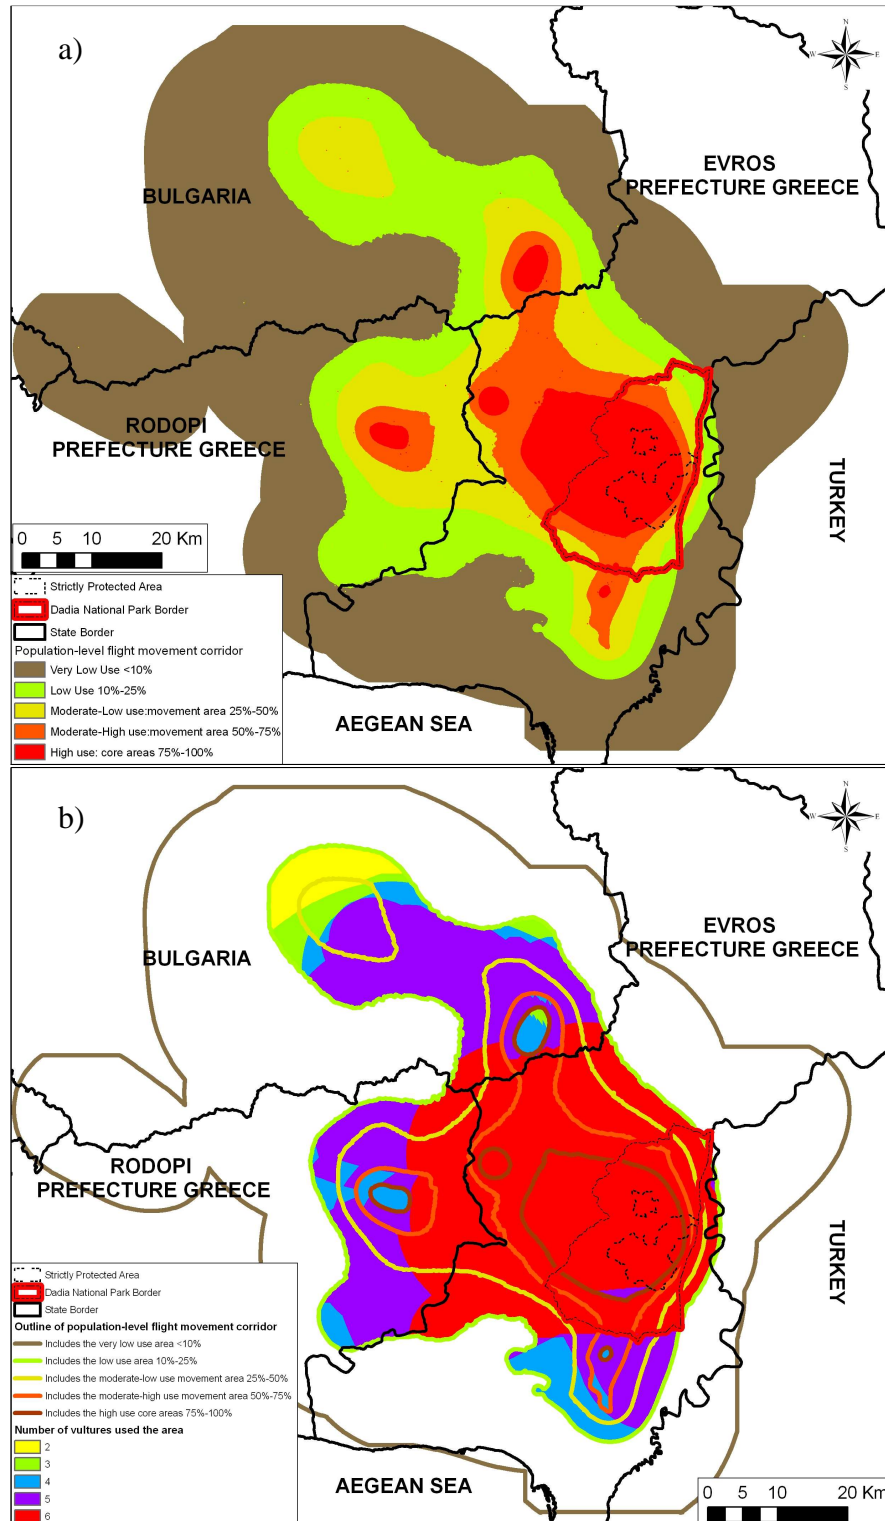 a)
N
W E
S
EVROS
PREFECTURE GREECE
BULGARIA
RODOPI
PREFECTURE GREECE
TURKEY
0 5 10 20 Km
Strictly Protected Area
Dadia National Park Border
State Border
Population-level flight movement corridor
Very Low Use <10%
Low Use 10%-25%
Moderate-Low use:movement area 25%-50%
Moderate-High use:movement area 50%-75%
High use: core areas 75%-100%
AEGEAN SEA
b)
N
W E
S
EVROS
PREFECTURE GREECE
BULGARIA
RODOPI
PREFECTURE GREECE
TURKEY
Strictly Protected Area
Dadia National Park Border
State Border
Outline of population-level flight movement corridor
Includes the very low use area <10%
Includes the low use area 10%-25%
Includes the moderate-low use movement area 25%-50%
Includes the moderate-high use movement area 50%-75%
Includes the high use core areas 75%-100%
Number of vultures used the area
2
3
4
5
6
AEGEAN SEA
0 5 10 20 Km